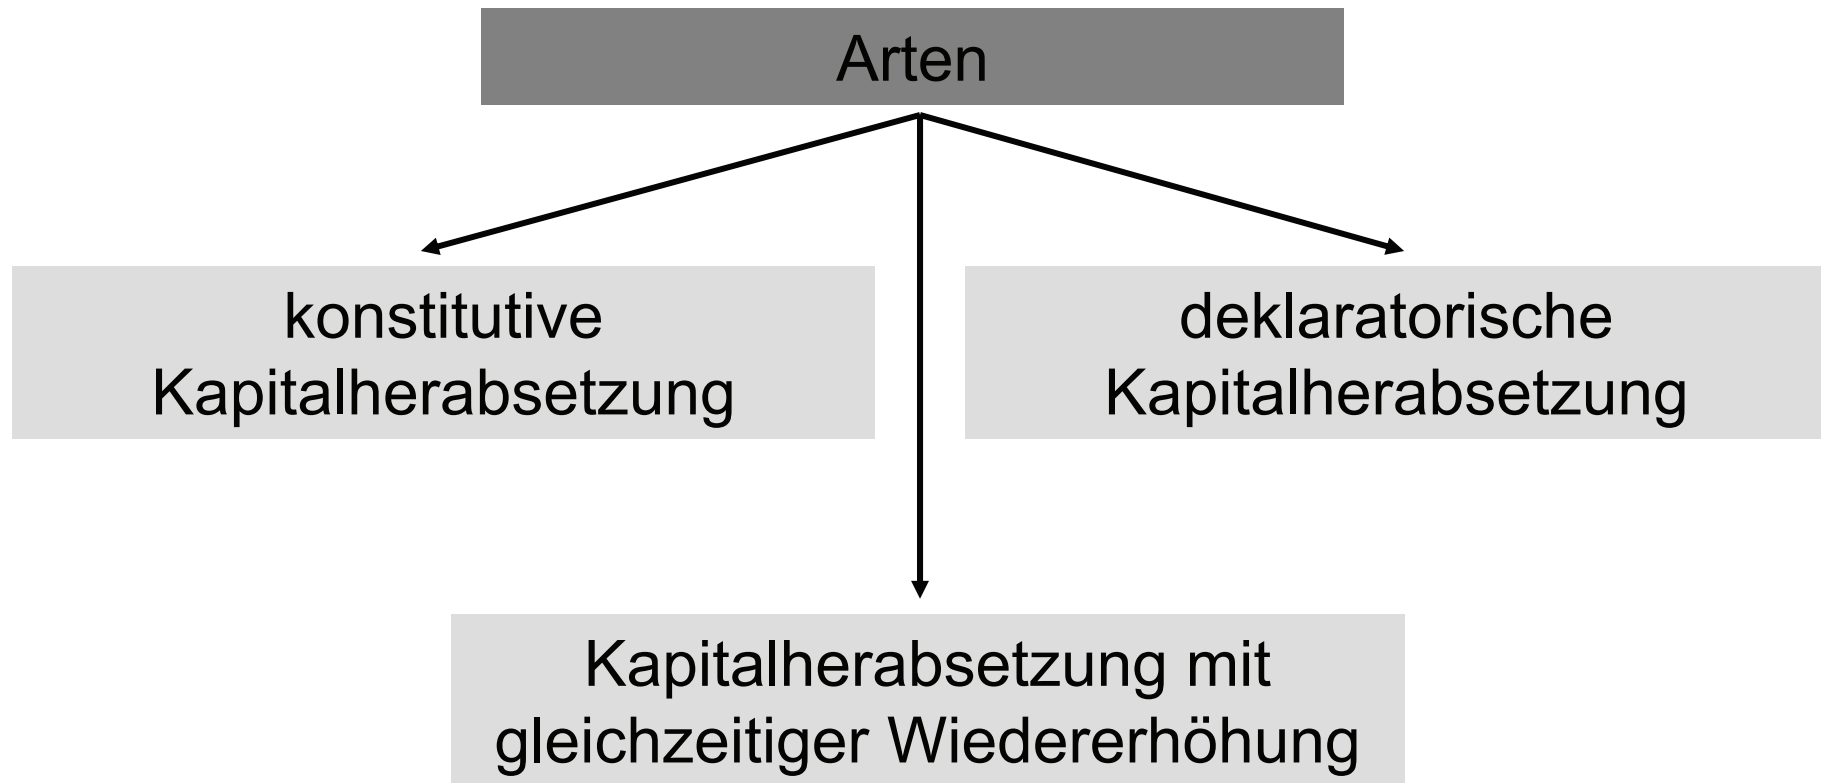 Arten
konstitutive
Kapitalherabsetzung
deklaratorische
Kapitalherabsetzung
Kapitalherabsetzung mit
gleichzeitiger Wiedererhöhung